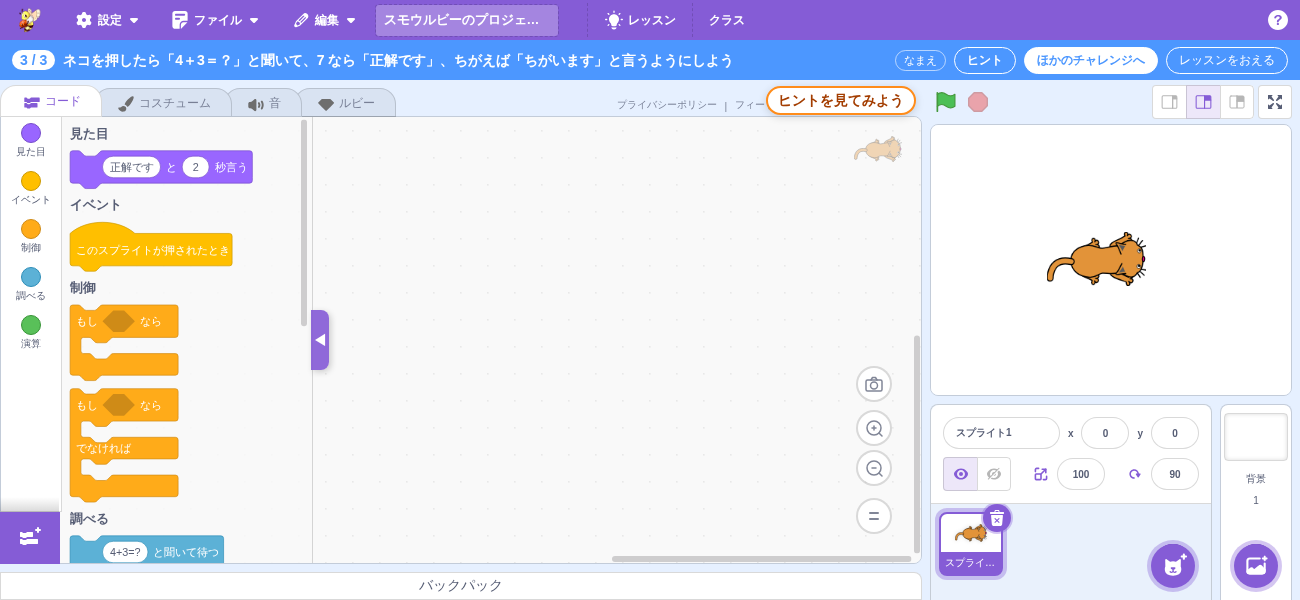 設定 ファイル 編集 スモウルビーのプロジェ… レッスン クラス ?
3 / 3 ネコを押したら「4＋3＝？」と聞いて、7 なら「正解です」、ちがえば「ちがいます」と言うようにしよう なまえ ヒント ほかのチャレンジへ レッスンをおえる
コード コスチューム 音 ルビー プライバシーポリシー | フィー ヒントを見てみよう
見た目
イベント
制御
調べる
演算
見た目
正解です と 2 秒言う
イベント
このスプライトが押されたとき
制御
もし なら
もし なら
でなければ
調べる
4+3=? と聞いて待つ
バックパック
スプライト1 x 0 y 0
100 90
スプライ…
背景
1